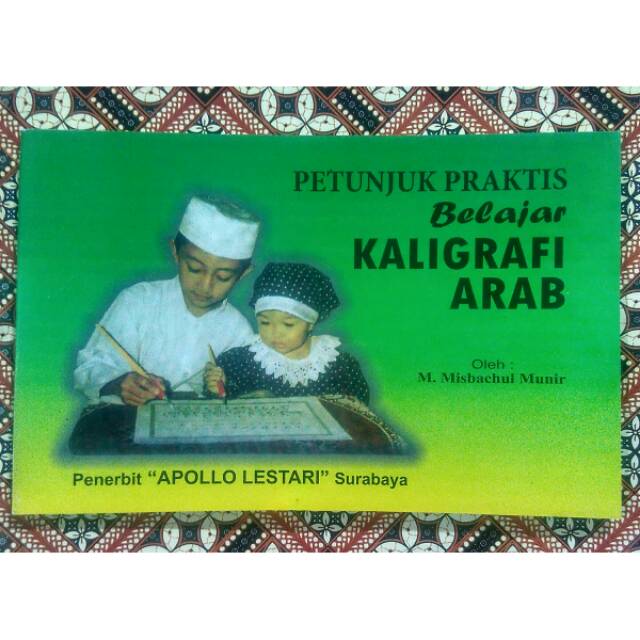 PETUNJUK PRAKTIS
Belajar
KALIGRAFI
ARAB
Oleh :
M. Misbachul Munir
Penerbit "APOLLO LESTARI" Surabaya